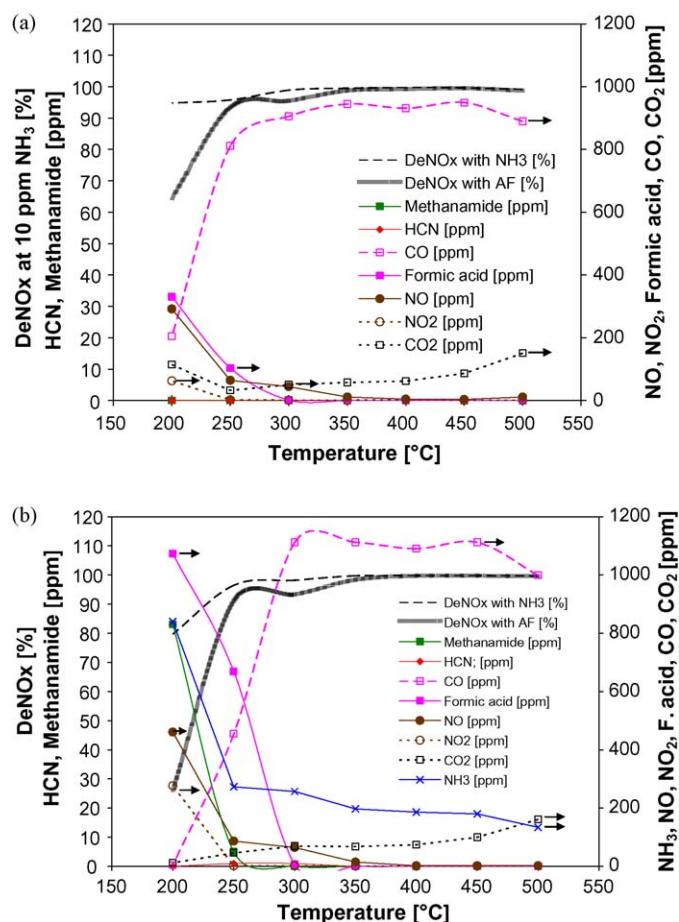 (a)
120
110
100
90
80
70
60
50
40
30
20
10
0
DeNOx at 10 ppm NH3 [%]
HCN, Methanamide [ppm]
DeNOx with NH3 [%]
DeNOx with AF [%]
Methanamide [ppm]
HCN [ppm]
CO [ppm]
Formic acid [ppm]
NO [ppm]
NO2 [ppm]
CO2 [ppm]
1200
1000
800
600
400
200
0
NO, NO2, Formic acid, CO, CO2 [ppm]
150 200 250 300 350 400 450 500 550
Temperature [°C]
(b)
120
110
100
90
80
70
60
50
40
30
20
10
0
DeNOx [%]
HCN, Methanamide [ppm]
DeNOx with NH3 [%]
DeNOx with AF [%]
Methanamide [ppm]
HCN; [ppm]
CO [ppm]
Formic acid [ppm]
NO [ppm]
NO2 [ppm]
CO2 [ppm]
NH3 [ppm]
1200
1000
800
600
400
200
0
NH3, NO, NO2, F. acid, CO, CO2 [ppm]
150 200 250 300 350 400 450 500 550
Temperature [°C]